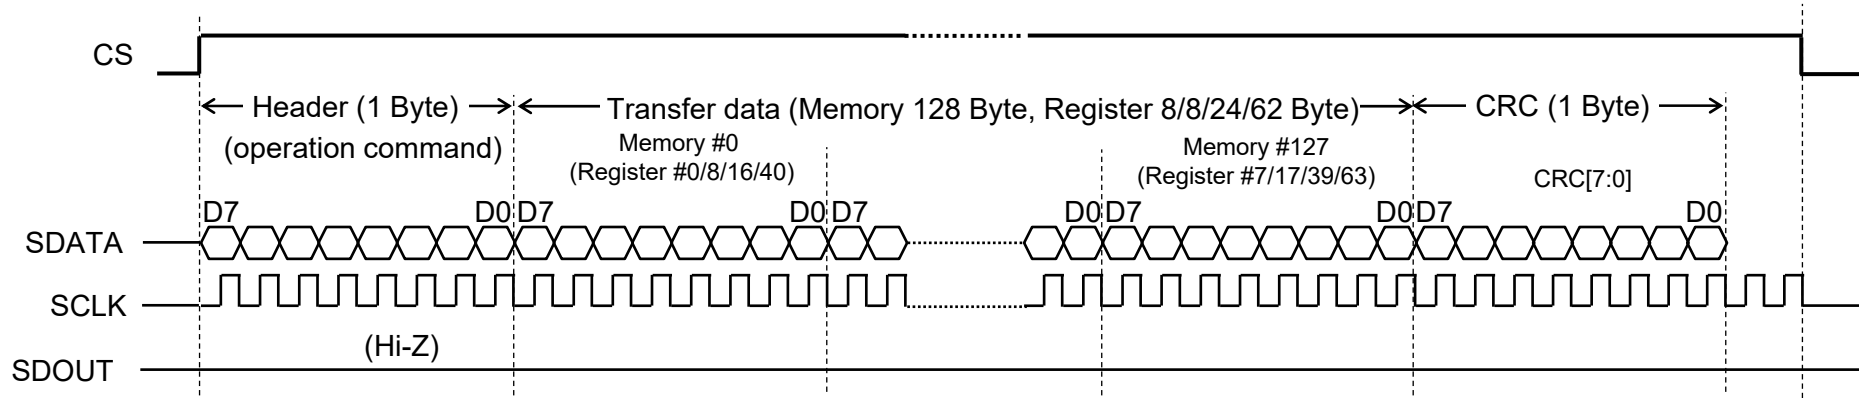 CS
Header (1 Byte)
(operation command)
Transfer data (Memory 128 Byte, Register 8/8/24/62 Byte)
CRC (1 Byte)
Memory #0
(Register #0/8/16/40)
Memory #127
(Register #7/17/39/63)
CRC[7:0]
D7 D0 D7 D0 D7 D0 D7 D0 D7 D0
SDATA
SCLK
(Hi-Z)
SDOUT